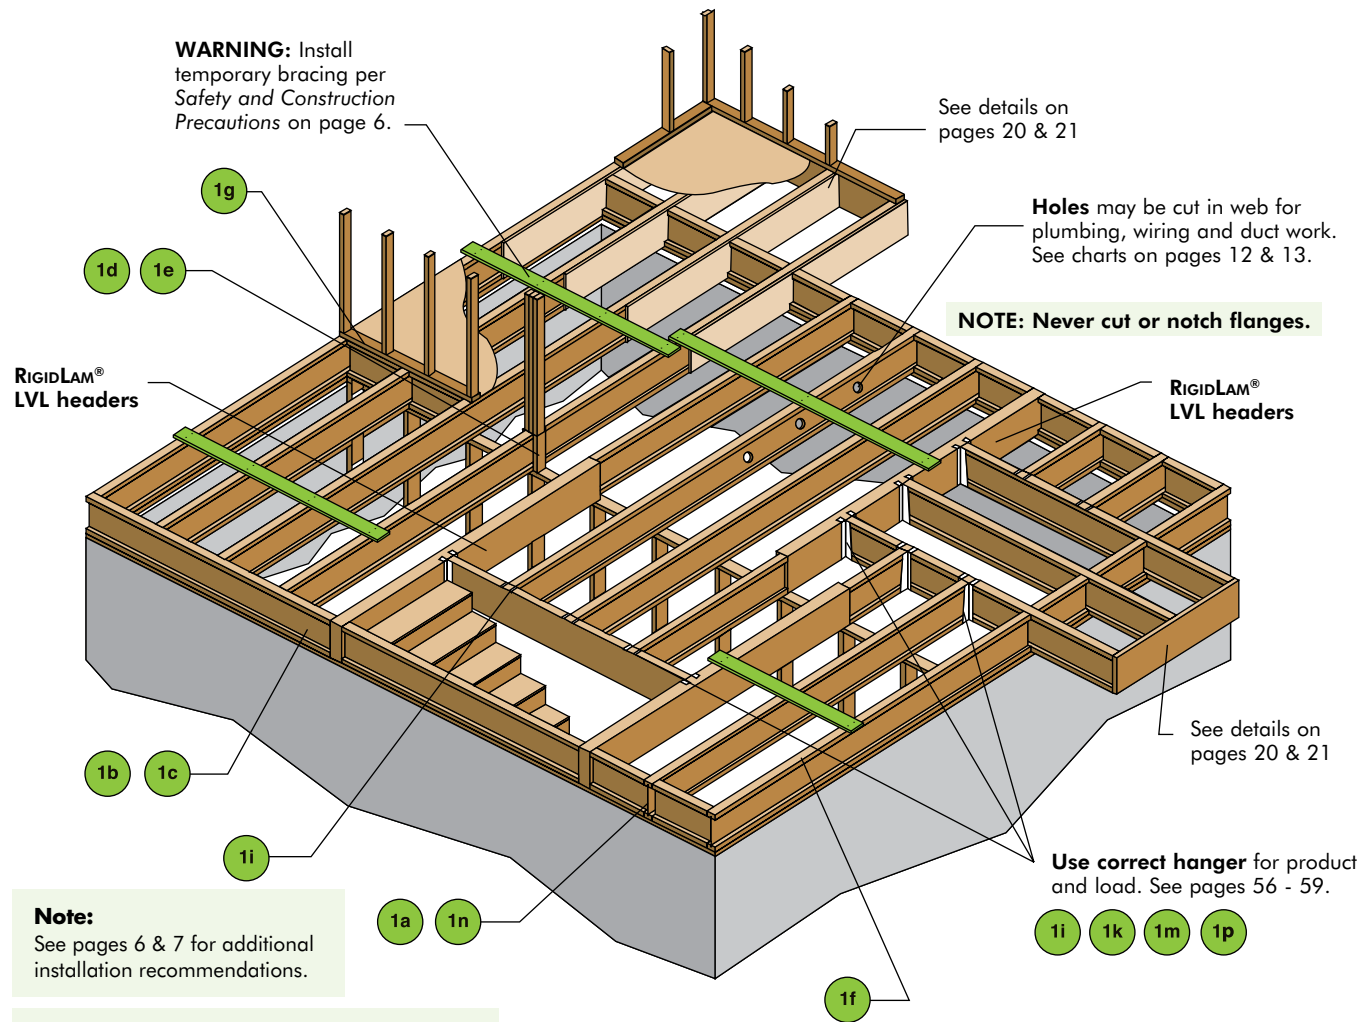 WARNING: Install
temporary bracing per
Safety and Construction
Precautions on page 6.
See details on
pages 20 & 21
1g
Holes may be cut in web for
plumbing, wiring and duct work.
See charts on pages 12 & 13.
1d 1e
NOTE: Never cut or notch flanges.
RIGIDLAM®
LVL headers
RIGIDLAM®
LVL headers
See details on
pages 20 & 21
1b 1c
1i
Use correct hanger for product
and load. See pages 56 - 59.
1i 1k 1m 1p
1a 1n
Note:
See pages 6 & 7 for additional
installation recommendations.
1f